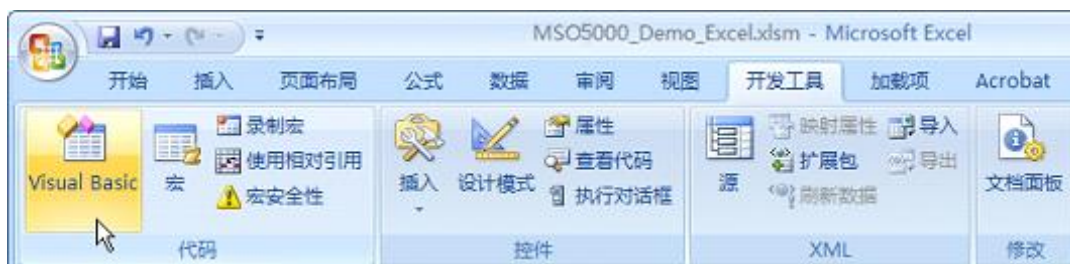 MSO5000_Demo_Excel.xlsm - Microsoft Excel
开始 插入 页面布局 公式 数据 审阅 视图 开发工具 加载项 Acrobat
Visual Basic 宏 录制宏 使用相对引用 宏安全性
插入 设计模式 属性 查看代码 执行对话框
源 映射属性 扩展包 刷新数据 导入 导出
文档面板
代码 控件 XML 修改